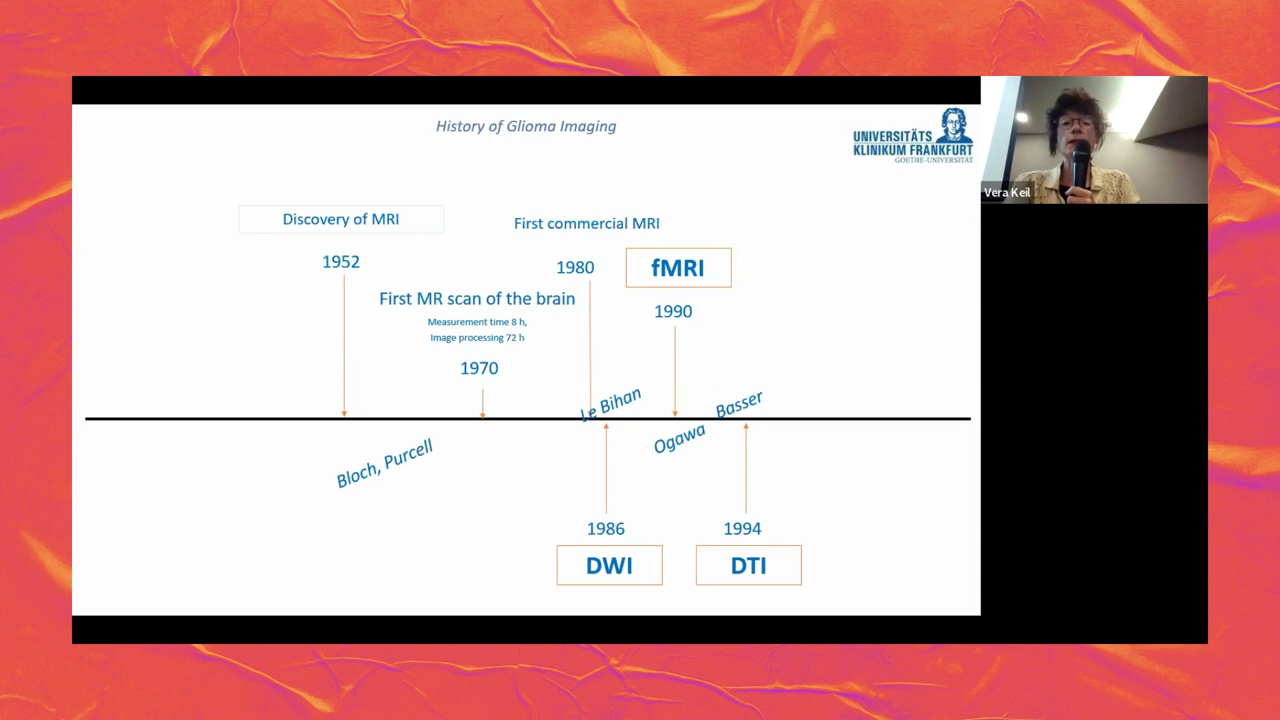 History of Glioma Imaging
UNIVERSITÄTS
KLINIKUM FRANKFURT
GOETHE-UNIVERSITÄT
Vera Keil
Discovery of MRI
1952
First commercial MRI
1980
fMRI
1990
First MR scan of the brain
Measurement time 8 h,
Image processing 72 h
1970
Le Bihan
Basser
Ogawa
Bloch, Purcell
1986
DWI
1994
DTI